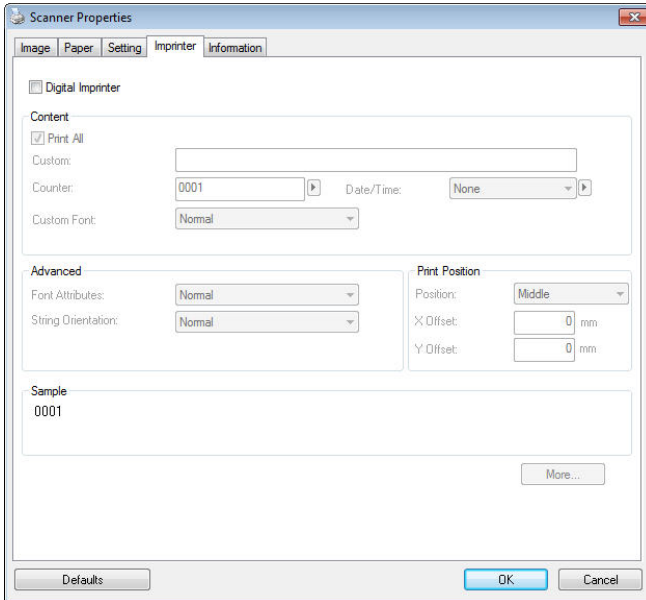 Scanner Properties
Image Paper Setting Imprinter Information
Digital Imprinter
Content
Print All
Custom:
Counter: 0001 Date/Time: None
Custom Font: Normal
Advanced
Font Attributes: Normal
String Orientation: Normal
Print Position
Position: Middle
X Offset: 0 mm
Y Offset: 0 mm
Sample
0001
More...
Defaults OK Cancel